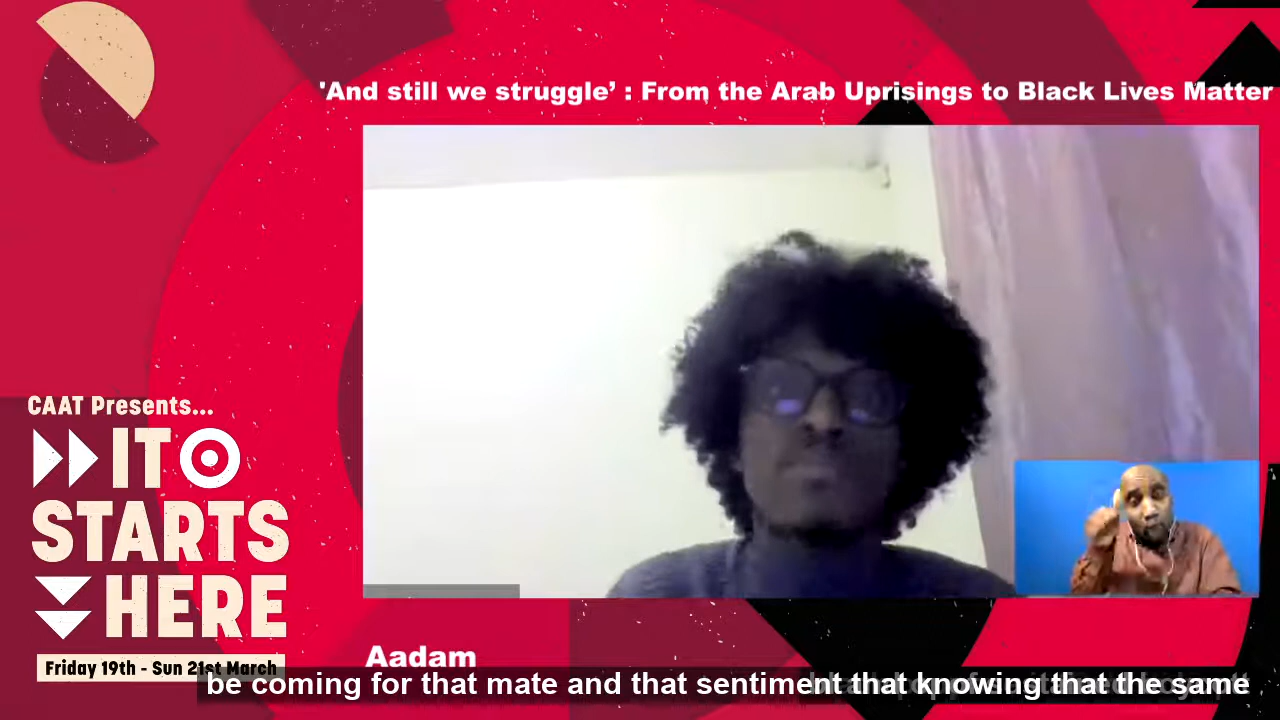 'And still we struggle' : From the Arab Uprisings to Black Lives Matter
CAAT Presents...
IT
STARTS
HERE
Friday 19th - Sun 21st March
Aadam
be coming for that mate and that sentiment that knowing that the same